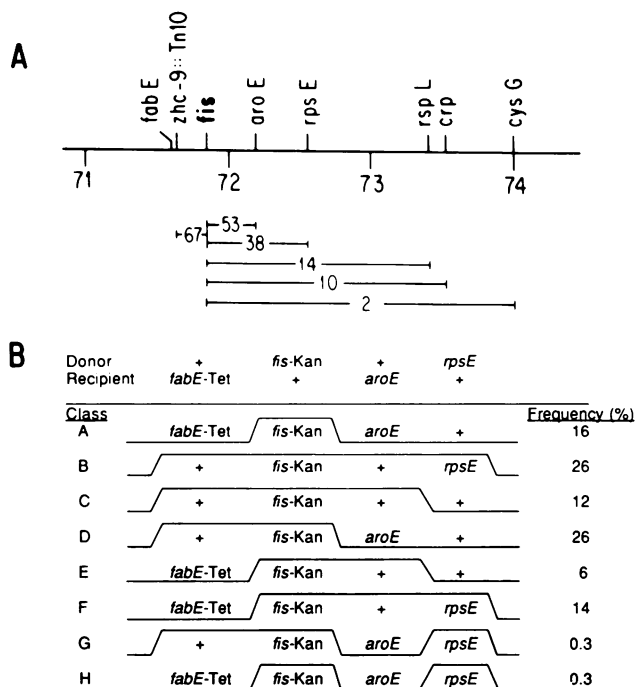 A
fab E
zhc-9::Tn10
fis
aro E
rps E
rsp L
crp
cys G
71
72
73
74
67
53
38
14
10
2
B
Donor + fis-Kan + rpsE
Recipient fabE-Tet + aroE +
Class Frequency (%)
A fabE-Tet fis-Kan aroE + 16
B + fis-Kan + rpsE 26
C + fis-Kan + + 12
D + fis-Kan aroE + 26
E fabE-Tet fis-Kan + + 6
F fabE-Tet fis-Kan + rpsE 14
G + fis-Kan aroE rpsE 0.3
H fabE-Tet fis-Kan aroE rpsE 0.3